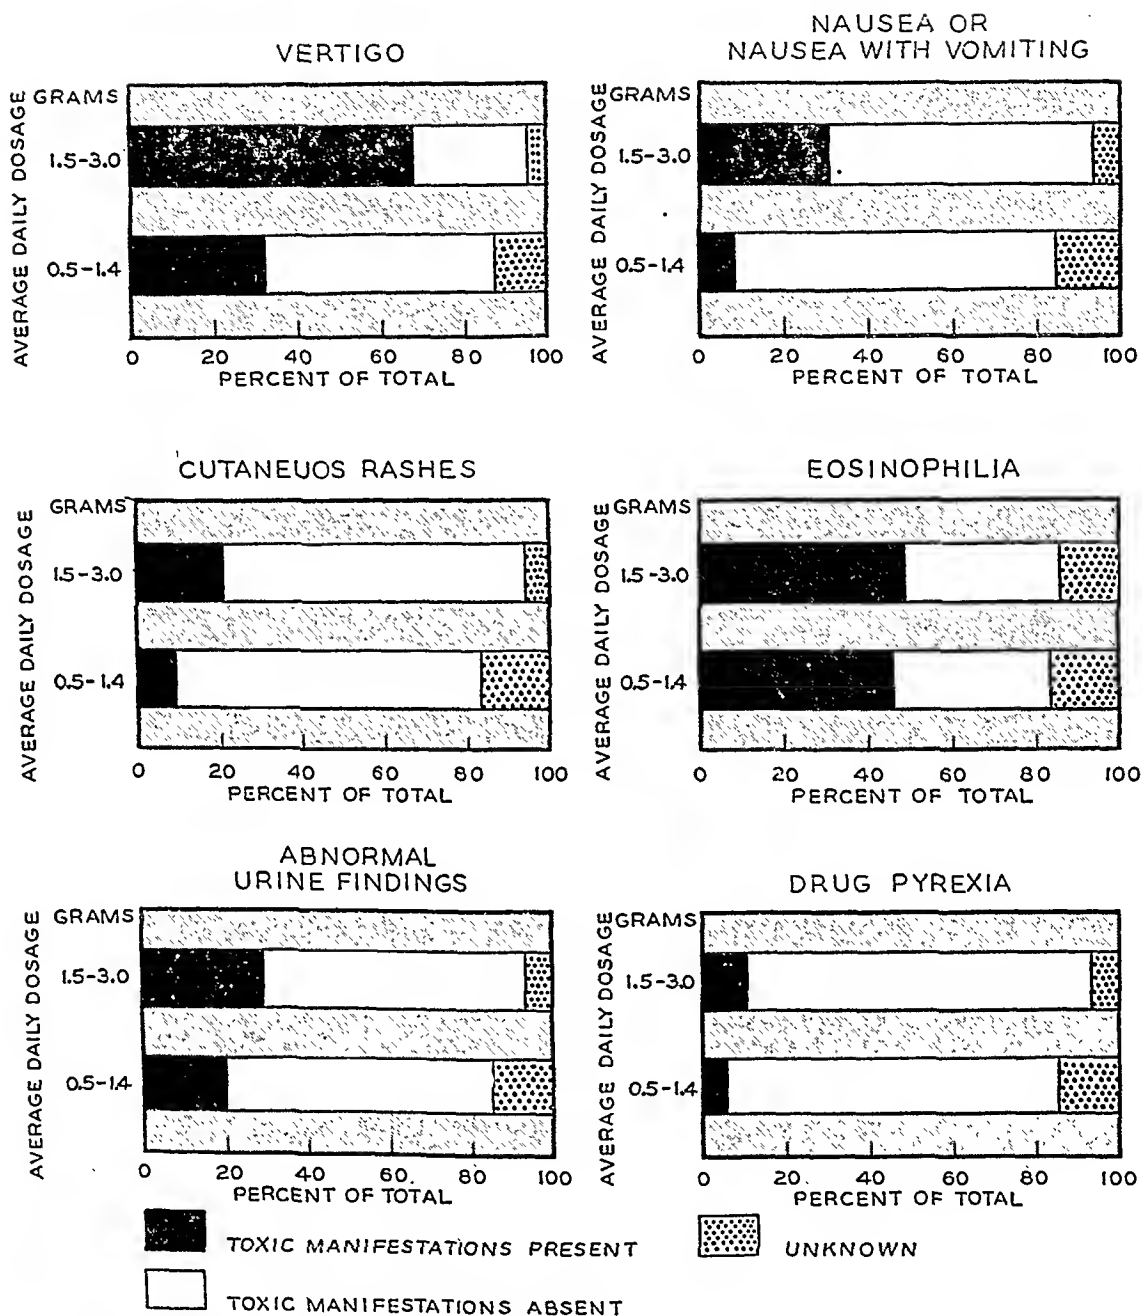 VERTIGO
AVERAGE DAILY DOSAGE
GRAMS
1.5-3.0
0.5-1.4
0 20 40 60 80 100
PERCENT OF TOTAL
NAUSEA OR
NAUSEA WITH VOMITING
AVERAGE DAILY DOSAGE
GRAMS
1.5-3.0
0.5-1.4
0 20 40 60 80 100
PERCENT OF TOTAL
CUTANEUOS RASHES
AVERAGE DAILY DOSAGE
GRAMS
1.5-3.0
0.5-1.4
0 20 40 60 80 100
PERCENT OF TOTAL
EOSINOPHILIA
AVERAGE DAILY DOSAGE
GRAMS
1.5-3.0
0.5-1.4
0 20 40 60 80 100
PERCENT OF TOTAL
ABNORMAL
URINE FINDINGS
AVERAGE DAILY DOSAGE
GRAMS
1.5-3.0
0.5-1.4
0 20 40 60 80 100
PERCENT OF TOTAL
DRUG PYREXIA
AVERAGE DAILY DOSAGE
GRAMS
1.5-3.0
0.5-1.4
0 20 40 60 80 100
PERCENT OF TOTAL
TOXIC MANIFESTATIONS PRESENT
UNKNOWN
TOXIC MANIFESTATIONS ABSENT